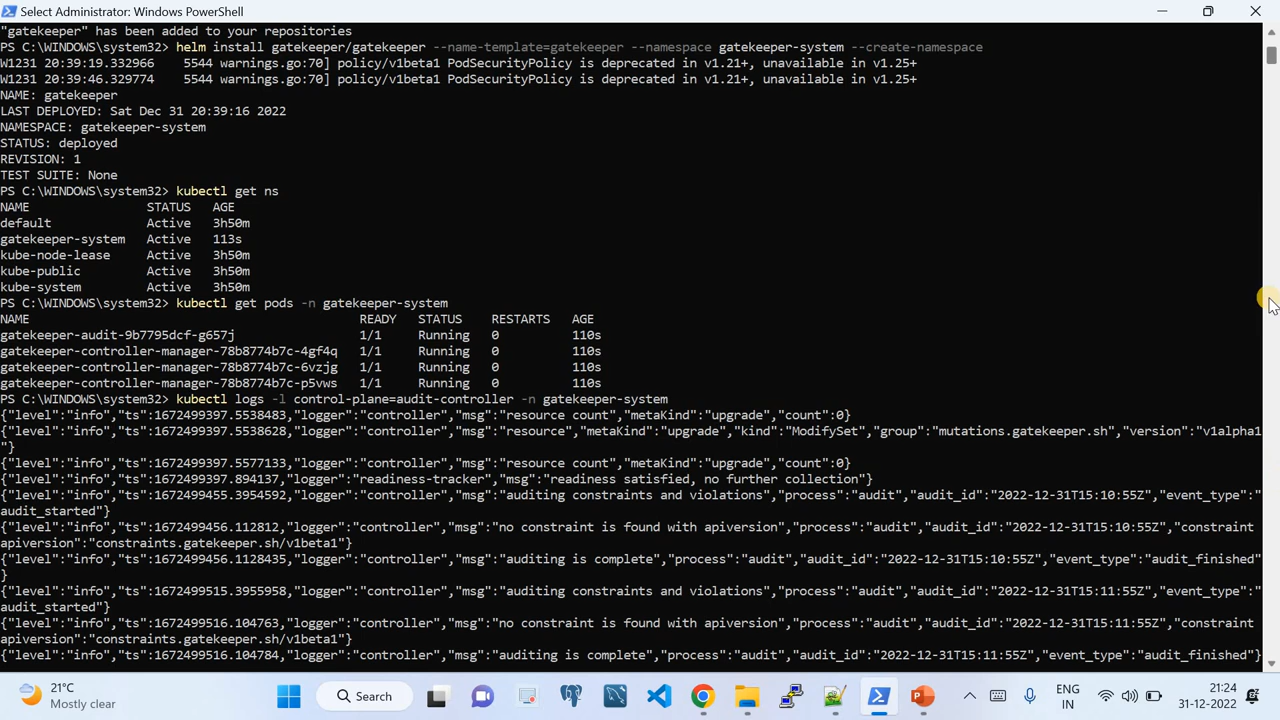 Select Administrator: Windows PowerShell
"gatekeeper" has been added to your repositories
PS C:\WINDOWS\system32> helm install gatekeeper/gatekeeper --name-template=gatekeeper --namespace gatekeeper-system --create-namespace
W1231 20:39:19.332966    5544 warnings.go:70] policy/v1beta1 PodSecurityPolicy is deprecated in v1.21+, unavailable in v1.25+
W1231 20:39:46.329774    5544 warnings.go:70] policy/v1beta1 PodSecurityPolicy is deprecated in v1.21+, unavailable in v1.25+
NAME: gatekeeper
LAST DEPLOYED: Sat Dec 31 20:39:16 2022
NAMESPACE: gatekeeper-system
STATUS: deployed
REVISION: 1
TEST SUITE: None
PS C:\WINDOWS\system32> kubectl get ns
NAME                STATUS   AGE
default             Active   3h50m
gatekeeper-system   Active   113s
kube-node-lease     Active   3h50m
kube-public         Active   3h50m
kube-system         Active   3h50m
PS C:\WINDOWS\system32> kubectl get pods -n gatekeeper-system
NAME                                             READY   STATUS    RESTARTS   AGE
gatekeeper-audit-9b7795dcf-g657j                 1/1     Running   0          110s
gatekeeper-controller-manager-78b8774b7c-4gf4q   1/1     Running   0          110s
gatekeeper-controller-manager-78b8774b7c-6vzjg   1/1     Running   0          110s
gatekeeper-controller-manager-78b8774b7c-p5vws   1/1     Running   0          110s
PS C:\WINDOWS\system32> kubectl logs -l control-plane=audit-controller -n gatekeeper-system
{"level":"info","ts":1672499397.5538483,"logger":"controller","msg":"resource count","metaKind":"upgrade","count":0}
{"level":"info","ts":1672499397.5538628,"logger":"controller","msg":"resource","metaKind":"upgrade","kind":"ModifySet","group":"mutations.gatekeeper.sh","version":"v1alpha1
"}
{"level":"info","ts":1672499397.5577133,"logger":"controller","msg":"resource count","metaKind":"upgrade","count":0}
{"level":"info","ts":1672499397.894137,"logger":"readiness-tracker","msg":"readiness satisfied, no further collection"}
{"level":"info","ts":1672499455.3954592,"logger":"controller","msg":"auditing constraints and violations","process":"audit","audit_id":"2022-12-31T15:10:55Z","event_type":"
audit_started"}
{"level":"info","ts":1672499456.112812,"logger":"controller","msg":"no constraint is found with apiversion","process":"audit","audit_id":"2022-12-31T15:10:55Z","constraint
apiversion":"constraints.gatekeeper.sh/v1beta1"}
{"level":"info","ts":1672499456.1128435,"logger":"controller","msg":"auditing is complete","process":"audit","audit_id":"2022-12-31T15:10:55Z","event_type":"audit_finished"
}
{"level":"info","ts":1672499515.3955958,"logger":"controller","msg":"auditing constraints and violations","process":"audit","audit_id":"2022-12-31T15:11:55Z","event_type":"
audit_started"}
{"level":"info","ts":1672499516.104763,"logger":"controller","msg":"no constraint is found with apiversion","process":"audit","audit_id":"2022-12-31T15:11:55Z","constraint
apiversion":"constraints.gatekeeper.sh/v1beta1"}
{"level":"info","ts":1672499516.104784,"logger":"controller","msg":"auditing is complete","process":"audit","audit_id":"2022-12-31T15:11:55Z","event_type":"audit_finished"}
21°C
Mostly clear
Search
ENG
IN
21:24
31-12-2022